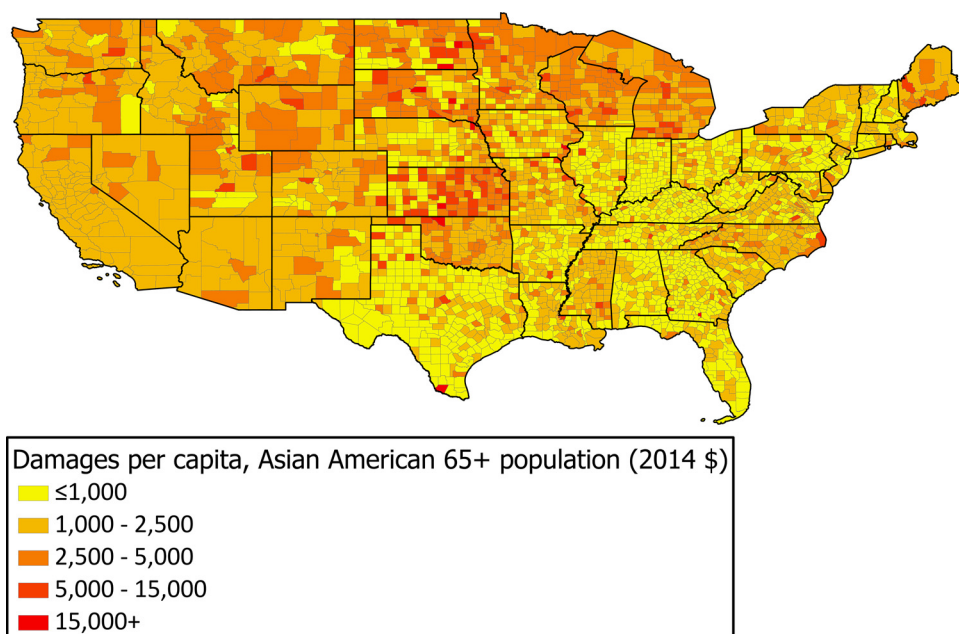 Damages per capita, Asian American 65+ population (2014 $)
≤1,000
1,000 - 2,500
2,500 - 5,000
5,000 - 15,000
15,000+